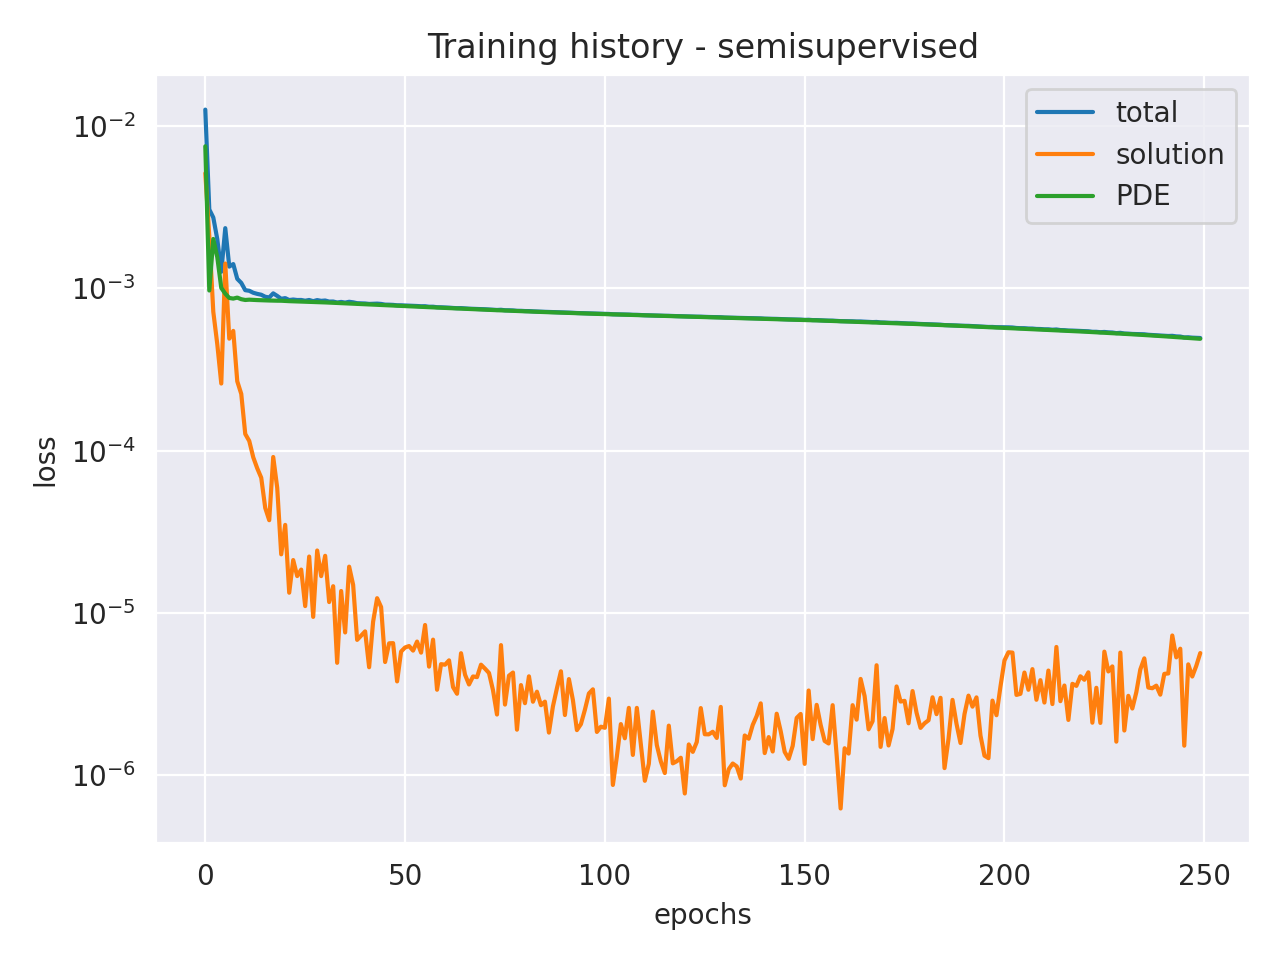 Training history - semisupervised
total
solution
PDE
loss
10⁻²
10⁻³
10⁻⁴
10⁻⁵
10⁻⁶
0 50 100 150 200 250
epochs